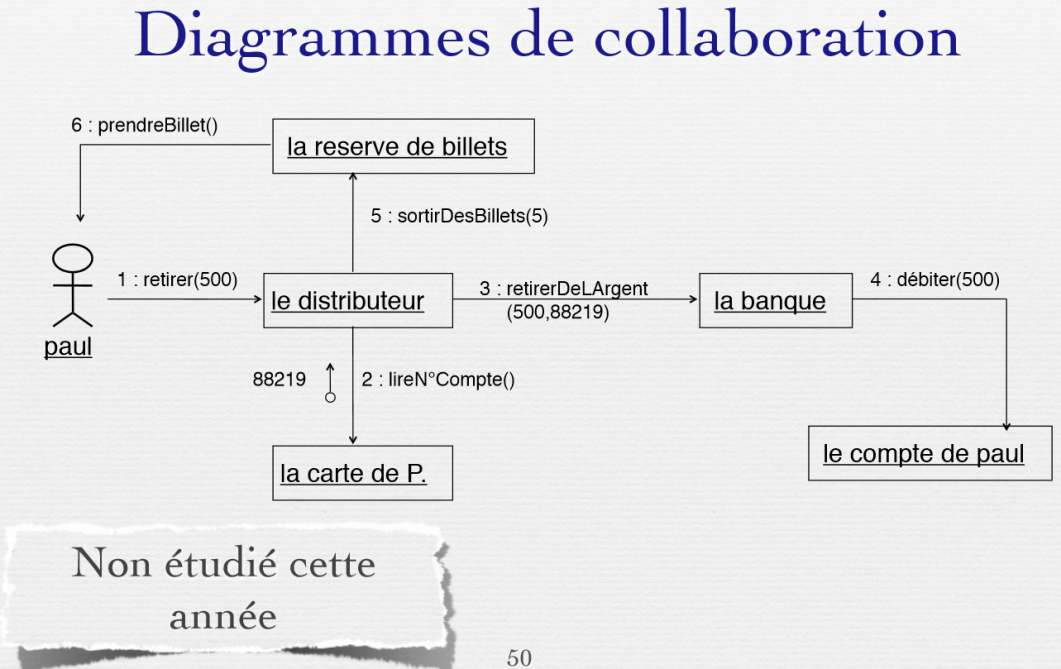 Diagrammes de collaboration
6 : prendreBillet()
la reserve de billets
5 : sortirDesBillets(5)
1 : retirer(500)
le distributeur
3 : retirerDeLArgent
(500,88219)
la banque
4 : débiter(500)
paul
88219
2 : lireN°Compte()
la carte de P.
le compte de paul
Non étudié cette
année
50